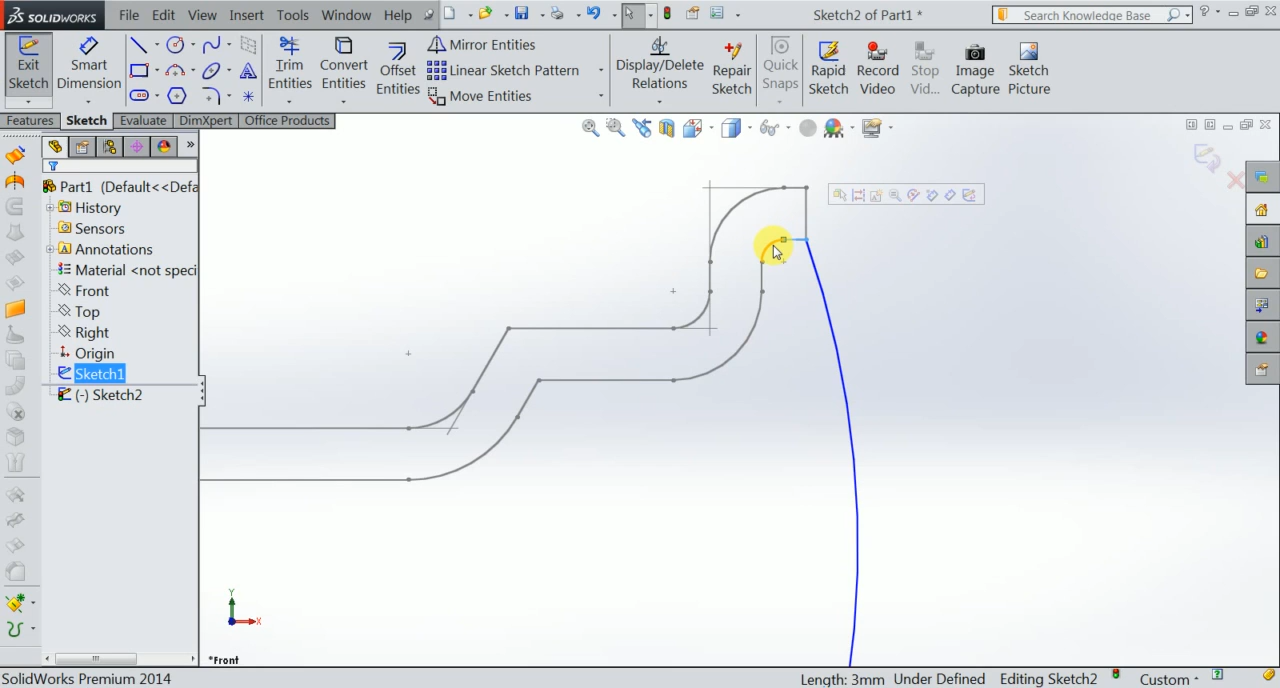 SOLIDWORKS File Edit View Insert Tools Window Help Sketch2 of Part1 * Search Knowledge Base
Exit Sketch
Smart Dimension
Trim Entities
Convert Entities
Offset Entities
Mirror Entities
Linear Sketch Pattern
Move Entities
Display/Delete Relations
Repair Sketch
Quick Snaps
Rapid Sketch
Record Video
Stop Vid...
Image Capture
Sketch Picture
Features Sketch Evaluate DimXpert Office Products
Part1 (Default<<Defa
History
Sensors
Annotations
Material <not speci
Front
Top
Right
Origin
Sketch1
(-) Sketch2
Y
X
*Front
SolidWorks Premium 2014 Length: 3mm Under Defined Editing Sketch2 Custom